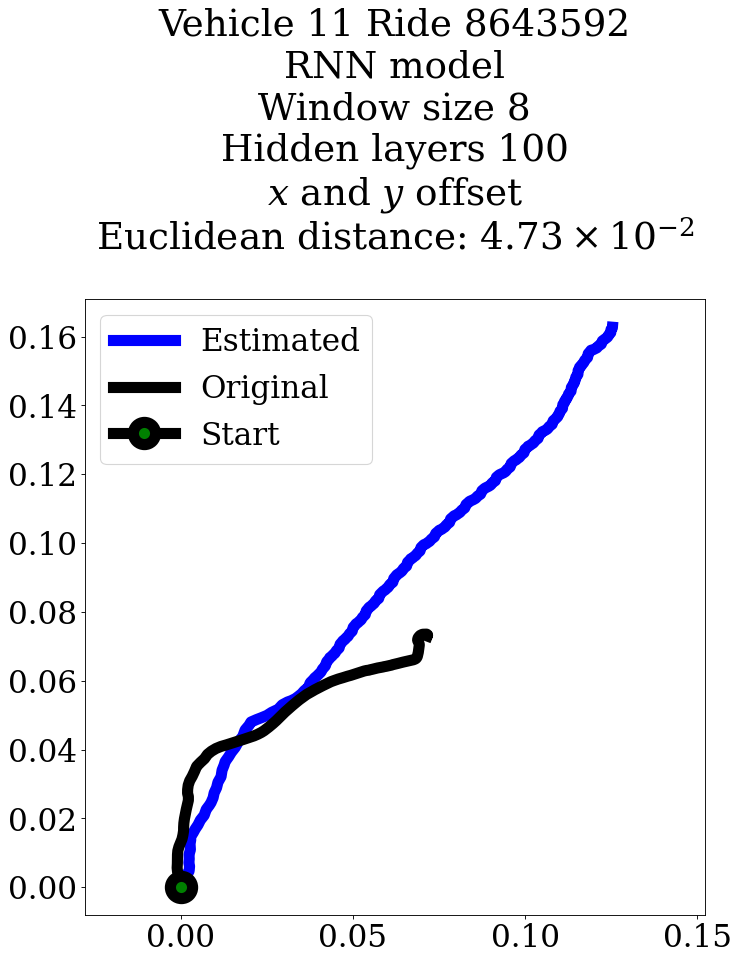 Vehicle 11 Ride 8643592
RNN model
Window size 8
Hidden layers 100
x and y offset
Euclidean distance: 4.73 × 10⁻²
Estimated
Original
Start
0.16
0.14
0.12
0.10
0.08
0.06
0.04
0.02
0.00
0.00 0.05 0.10 0.15